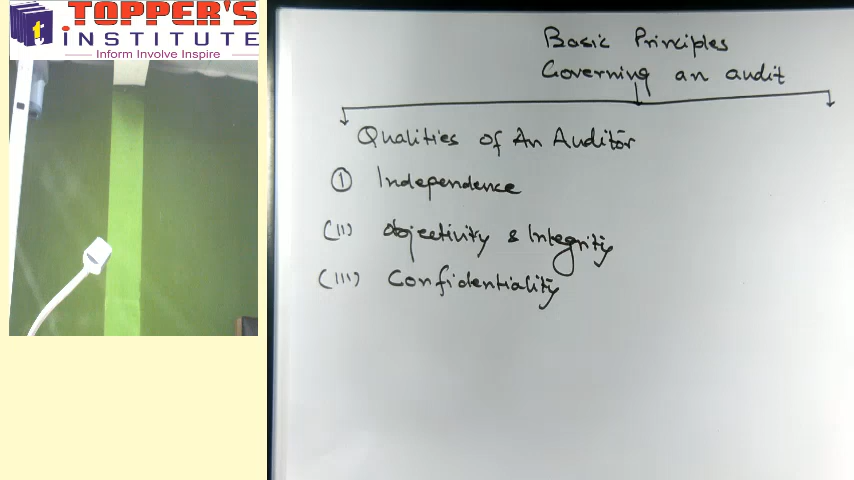 TOPPER'S
t iNSTITUTE
Inform Involve Inspire
Basic Principles
Governing an audit
Qualities of An Auditor
① Independence
(II) Objectivity & Integrity
(III) Confidentiality